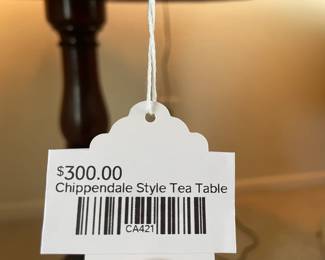 $300.00
Chippendale Style Tea Table
CA421